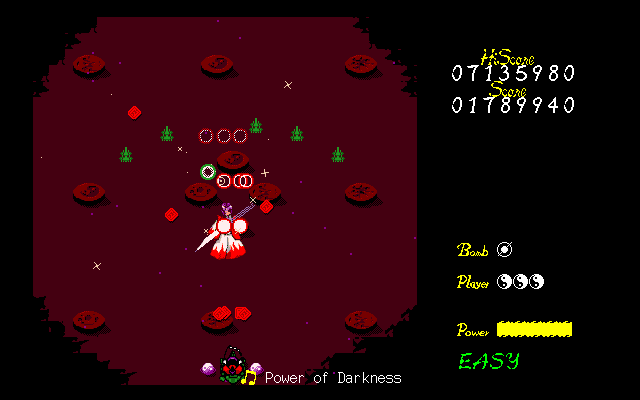 HiScore
07135980
Score
01789940
Bomb
Player
Power
EASY
Power of Darkness